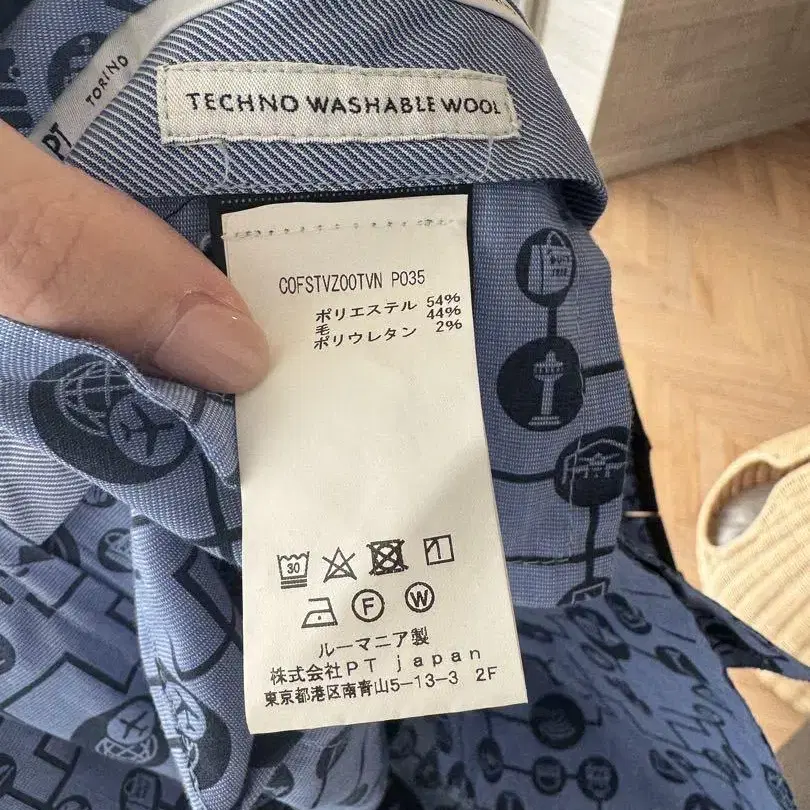 TORINO
PT
TECHNO WASHABLE WOOL
COFSTVZ00TVN P035
ポリエステル 54%
毛 44%
ポリウレタン 2%
30
F
W
ルーマニア製
株式会社PT japan
東京都港区南青山5-13-3 2F